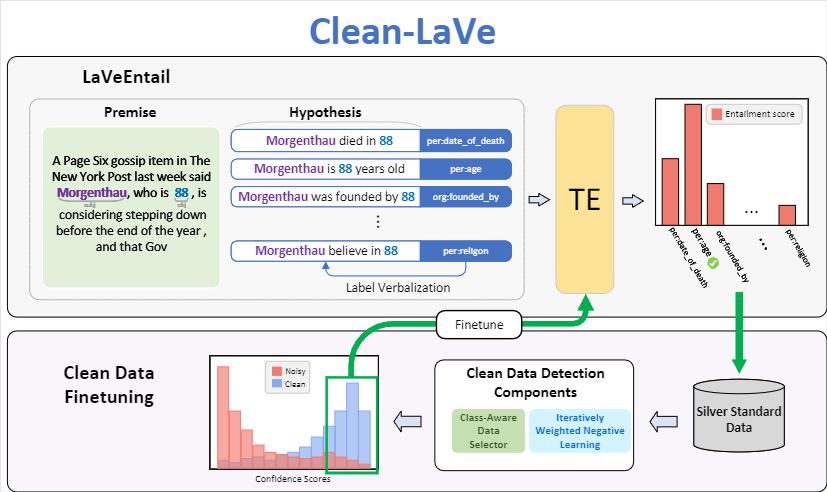 Clean-LaVe
LaVeEntail
Premise
A Page Six gossip item in The
New York Post last week said
Morgenthau, who is 88 , is
considering stepping down
before the end of the year ,
and that Gov
Hypothesis
Morgenthau died in 88 per:date_of_death
Morgenthau is 88 years old per:age
Morgenthau was founded by 88 org:founded_by
⋮
Morgenthau believe in 88 per:religon
Label Verbalization
TE
Entailment score
...
per:date_of_death
per:age
org:founded_by
...
per:religion
Finetune
Clean Data
Finetuning
Noisy
Clean
Confidence Scores
Clean Data Detection
Components
Class-Aware
Data
Selector
Iteratively
Weighted Negative
Learning
Silver Standard
Data